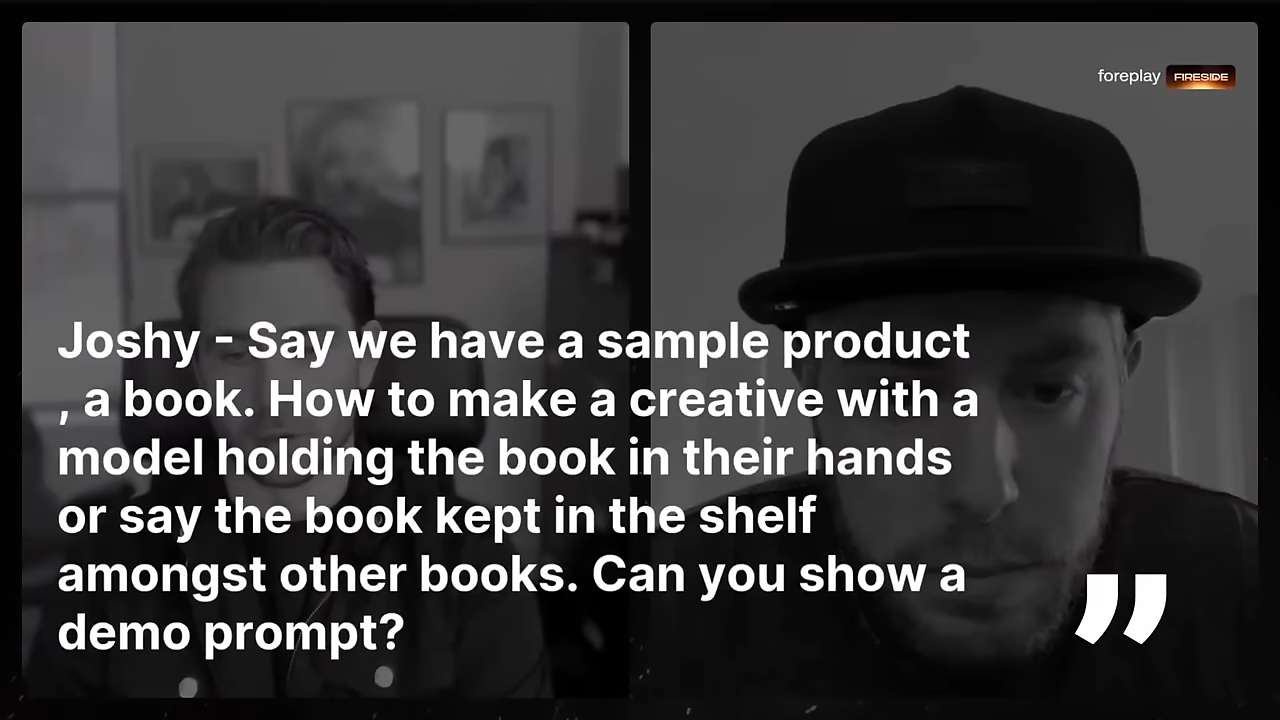 foreplay FIRESIDE
Joshy - Say we have a sample product
, a book. How to make a creative with a
model holding the book in their hands
or say the book kept in the shelf
amongst other books. Can you show a
demo prompt?
”